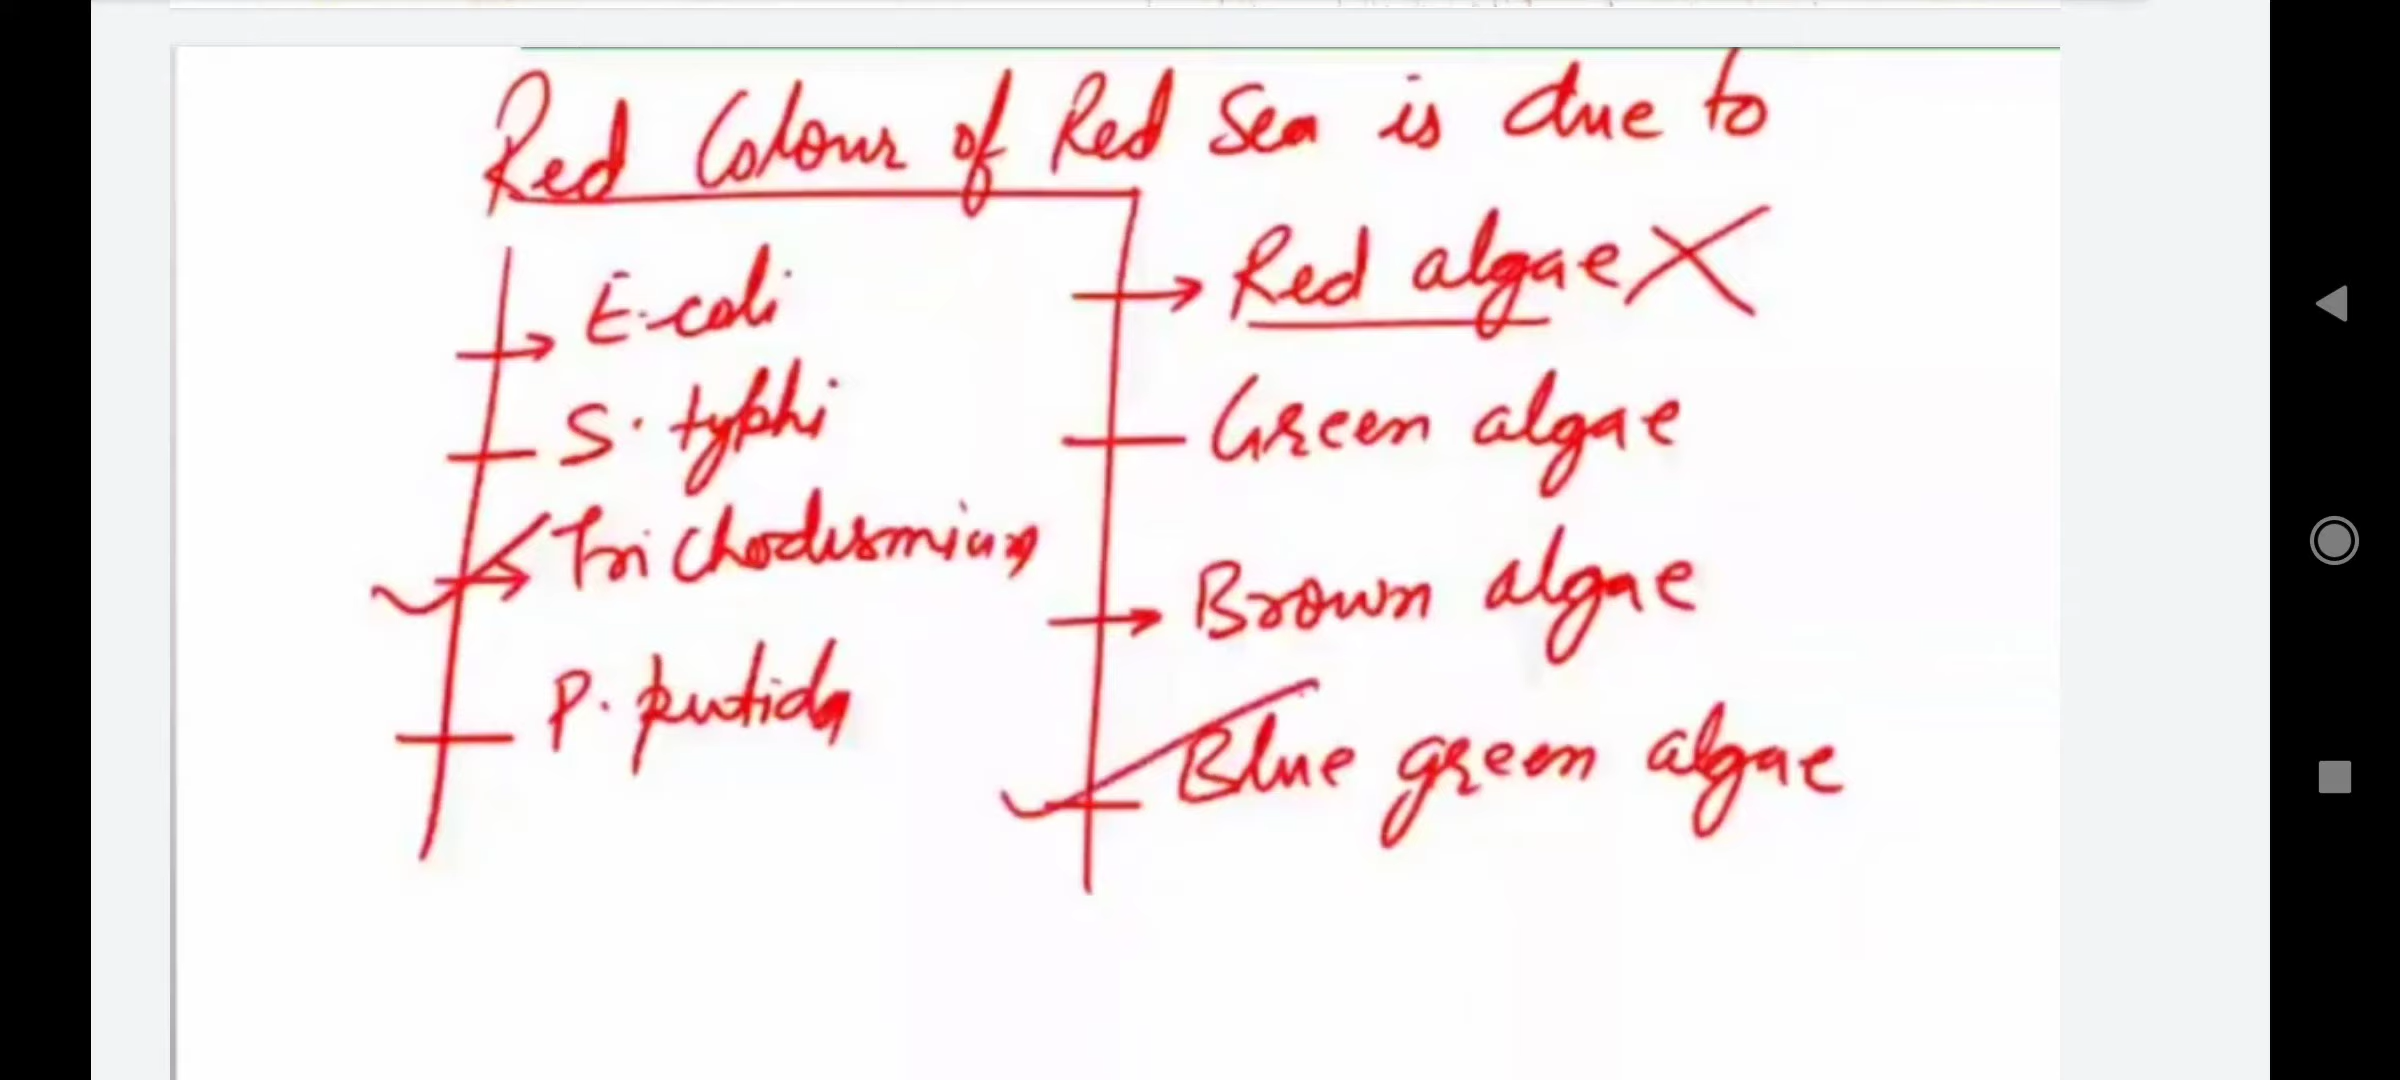 Red Colour of Red Sea is due to
E.coli
S. typhi
Trichodesmium
P. putida
Red algae X
Green algae
Brown algae
Blue green algae